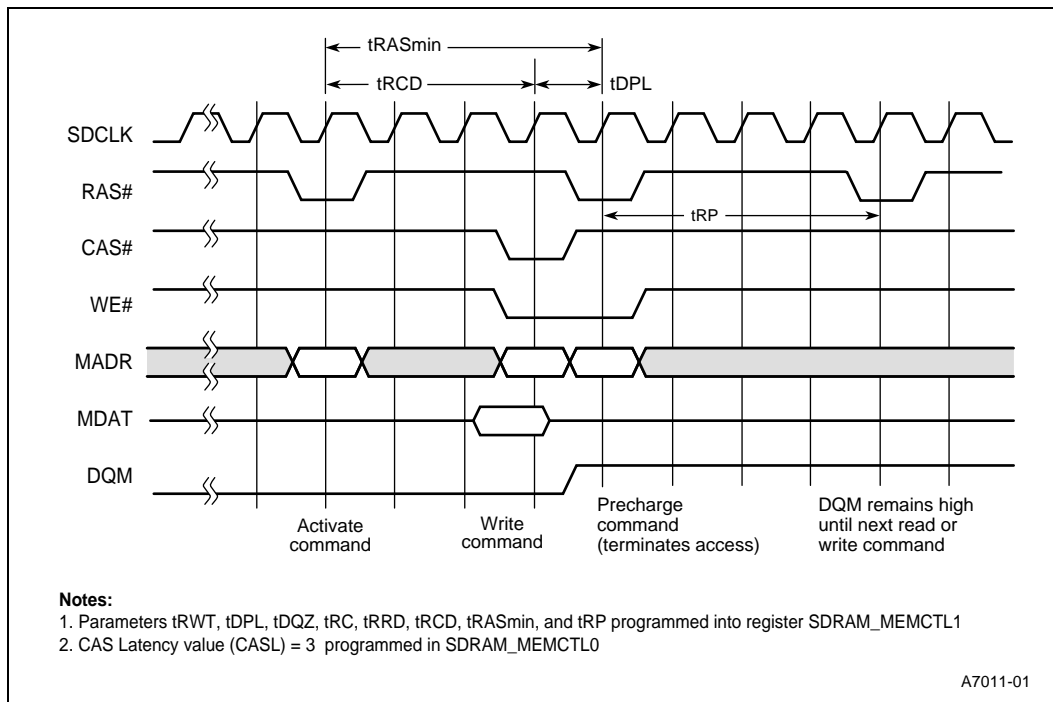 tRASmin
tRCD
tDPL
SDCLK
RAS#
tRP
CAS#
WE#
MADR
MDAT
DQM
Activate
command
Write
command
Precharge
command
(terminates access)
DQM remains high
until next read or
write command
Notes:
1. Parameters tRWT, tDPL, tDQZ, tRC, tRRD, tRCD, tRASmin, and tRP programmed into register SDRAM_MEMCTL1
2. CAS Latency value (CASL) = 3 programmed in SDRAM_MEMCTL0
A7011-01